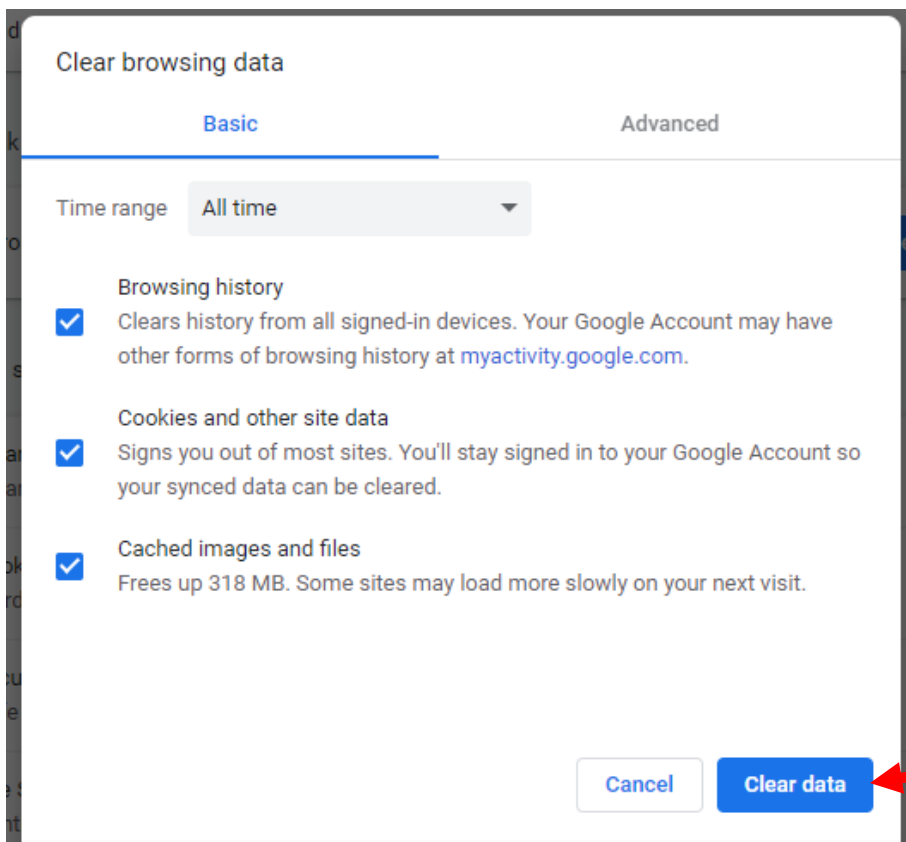 Clear browsing data
Basic Advanced
Time range All time
Browsing history
Clears history from all signed-in devices. Your Google Account may have
other forms of browsing history at myactivity.google.com.
Cookies and other site data
Signs you out of most sites. You'll stay signed in to your Google Account so
your synced data can be cleared.
Cached images and files
Frees up 318 MB. Some sites may load more slowly on your next visit.
Cancel Clear data